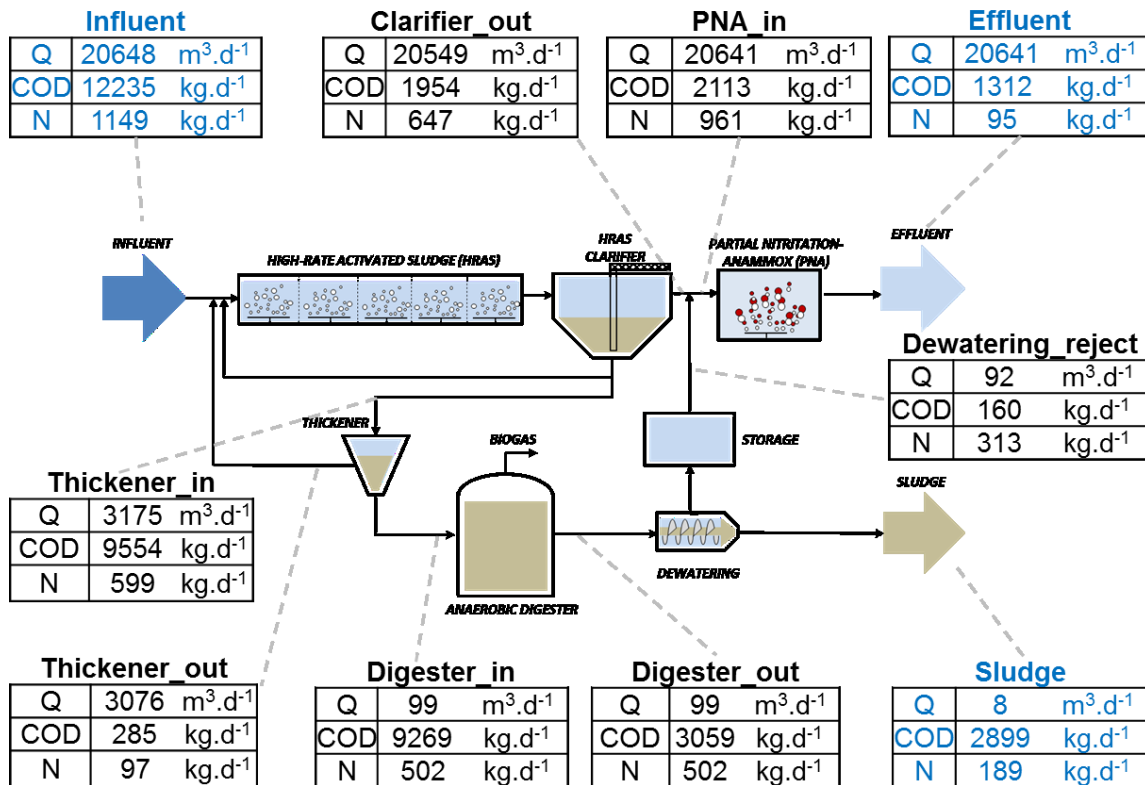 Influent
Q 20648 m³.d⁻¹
COD 12235 kg.d⁻¹
N 1149 kg.d⁻¹
Clarifier_out
Q 20549 m³.d⁻¹
COD 1954 kg.d⁻¹
N 647 kg.d⁻¹
PNA_in
Q 20641 m³.d⁻¹
COD 2113 kg.d⁻¹
N 961 kg.d⁻¹
Effluent
Q 20641 m³.d⁻¹
COD 1312 kg.d⁻¹
N 95 kg.d⁻¹
INFLUENT
HIGH-RATE ACTIVATED SLUDGE (HRAS)
HRAS
CLARIFIER
PARTIAL NITRITATION-
ANAMMOX (PNA)
EFFLUENT
Dewatering_reject
Q 92 m³.d⁻¹
COD 160 kg.d⁻¹
N 313 kg.d⁻¹
THICKENER
BIOGAS
STORAGE
SLUDGE
Thickener_in
Q 3175 m³.d⁻¹
COD 9554 kg.d⁻¹
N 599 kg.d⁻¹
DEWATERING
ANAEROBIC DIGESTER
Thickener_out
Q 3076 m³.d⁻¹
COD 285 kg.d⁻¹
N 97 kg.d⁻¹
Digester_in
Q 99 m³.d⁻¹
COD 9269 kg.d⁻¹
N 502 kg.d⁻¹
Digester_out
Q 99 m³.d⁻¹
COD 3059 kg.d⁻¹
N 502 kg.d⁻¹
Sludge
Q 8 m³.d⁻¹
COD 2899 kg.d⁻¹
N 189 kg.d⁻¹